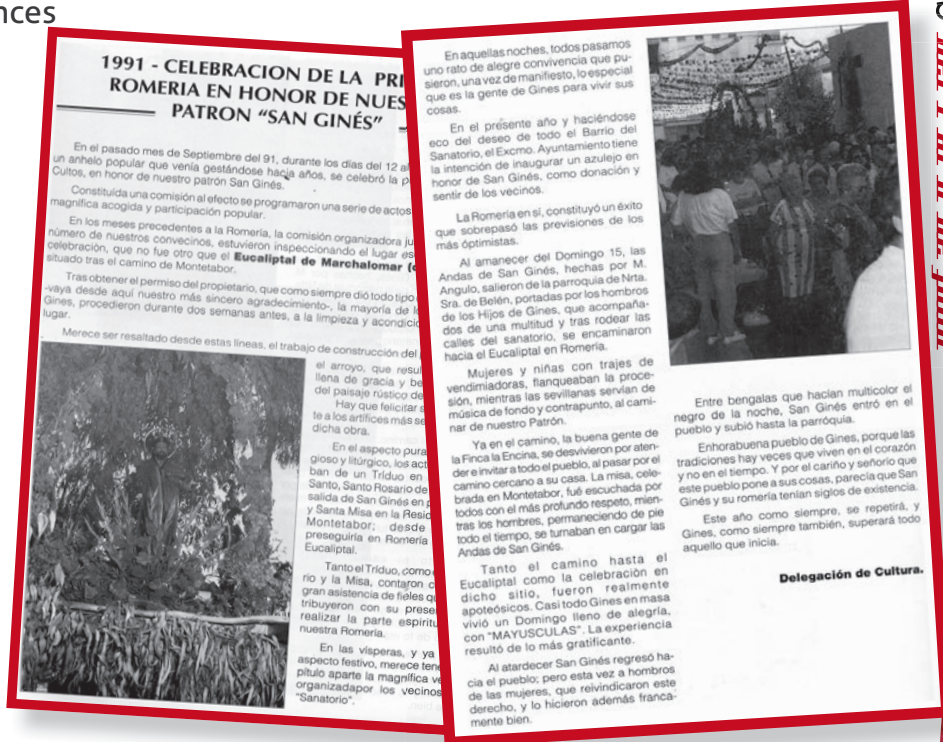 nces
1991 - CELEBRACION DE LA PRI
ROMERIA EN HONOR DE NUES
PATRON “SAN GINÉS”
En el pasado mes de Septiembre del 91, durante los días del 12 al
un anhelo popular que venía gestándose hacía años, se celebró la p
Cultos, en honor de nuestro patrón San Ginés.
Constituída una comisión al efecto se programaron una serie de actos
magnífica acogida y participación popular.
En los meses precedentes a la Romería, la comisión organizadora ju
número de nuestros convecinos, estuvieron inspeccionando el lugar es
celebración, que no fue otro que el Eucaliptal de Marchalomar (
situado tras el camino de Montetabor.
Tras obtener el permiso del propietario, que como siempre dió todo tipo
-vaya desde aquí nuestro más sincero agradecimiento-, la mayoría de l
Gines, procedieron durante dos semanas antes, a la limpieza y acondici
lugar.
Merece ser resaltado desde estas líneas, el trabajo de construcción del
el arroyo, que resul
llena de gracia y be
del paisaje rústico de
Hay que felicitar s
te a los artífices más se
dicha obra.
En el aspecto pura
gioso y litúrgico, los act
ban de un Tríduo en
Santo, Santo Rosario de
salida de San Ginés en p
y Santa Misa en la Resid
Montetabor; desde
preseguiría en Romería
Eucaliptal.
Tanto el Tríduo, como
rio y la Misa, contaron c
gran asistencia de fieles q
tribuyeron con su prese
realizar la parte espiritu
nuestra Romería.
En las vísperas, y ya
aspecto festivo, merece ten
pítulo aparte la magnífica ve
organizadapor los vecinos
“Sanatorio”.
En aquellas noches, todos pasamos
uno rato de alegre convivencia que pu-
sieron, una vez de manifiesto, lo especial
que es la gente de Gines para vivir sus
cosas.
En el présente año y haciéndose
eco del deseo de todo el Barrio del
Sanatorio, el Excmo. Ayuntamiento tiene
la intención de inaugurar un azulejo en
honor de San Ginés, como donación y
sentir de los vecinos.
La Romería en sí, constituyó un éxito
que sobrepasó las previsiones de los
más óptimistas.
Al amanecer del Domingo 15, las
Andas de San Ginés, hechas por M.
Angulo, salieron de la parroquia de Nrta.
Sra. de Belén, portadas por los hombros
de los Hijos de Gines, que acompaña-
dos de una multitud y tras rodear las
calles del sanatorio, se encaminaron
hacia el Eucaliptal en Romería.
Mujeres y niñas con trajes de
vendimiadoras, flanqueaban la proce-
sión, mientras las sevillanas servían de
música de fondo y contrapunto, al cami-
nar de nuestro Patrón.
Ya en el camino, la buena gente de
la Finca la Encina, se desvivieron por aten-
der e invitar a todo el pueblo, al pasar por el
camino cercano a su casa. La misa, cele-
brada en Montetabor, fué escuchada por
todos con el más profundo respeto, mien-
tras los hombres, permaneciendo de pie
todo el tiempo, se turnaban en cargar las
Andas de San Ginés.
Tanto el camino hasta el
Eucaliptal como la celebración en
dicho sitio, fueron realmente
apoteósicos. Casi todo Gines en masa
vivió un Domingo lleno de alegría,
con “MAYUSCULAS”. La experiencia
resultó de lo más gratificante.
Al atardecer San Ginés regresó ha-
cia el pueblo; pero esta vez a hombros
de las mujeres, que reivindicaron este
derecho, y lo hicieron además franca-
mente bien.
Entre bengalas que hacían multicolor el
negro de la noche, San Ginés entró en el
pueblo y subió hasta la parróquia.
Enhorabuena pueblo de Gines, porque las
tradiciones hay veces que viven en el corazón
y no en el tiempo. Y por el cariño y señorio que
este pueblo pone a sus cosas, parecía que San
Ginés y su romería tenían siglos de existencia.
Este año como siempre, se repetirá, y
Gines, como siempre también, superará todo
aquello que inicia.
Delegación de Cultura.